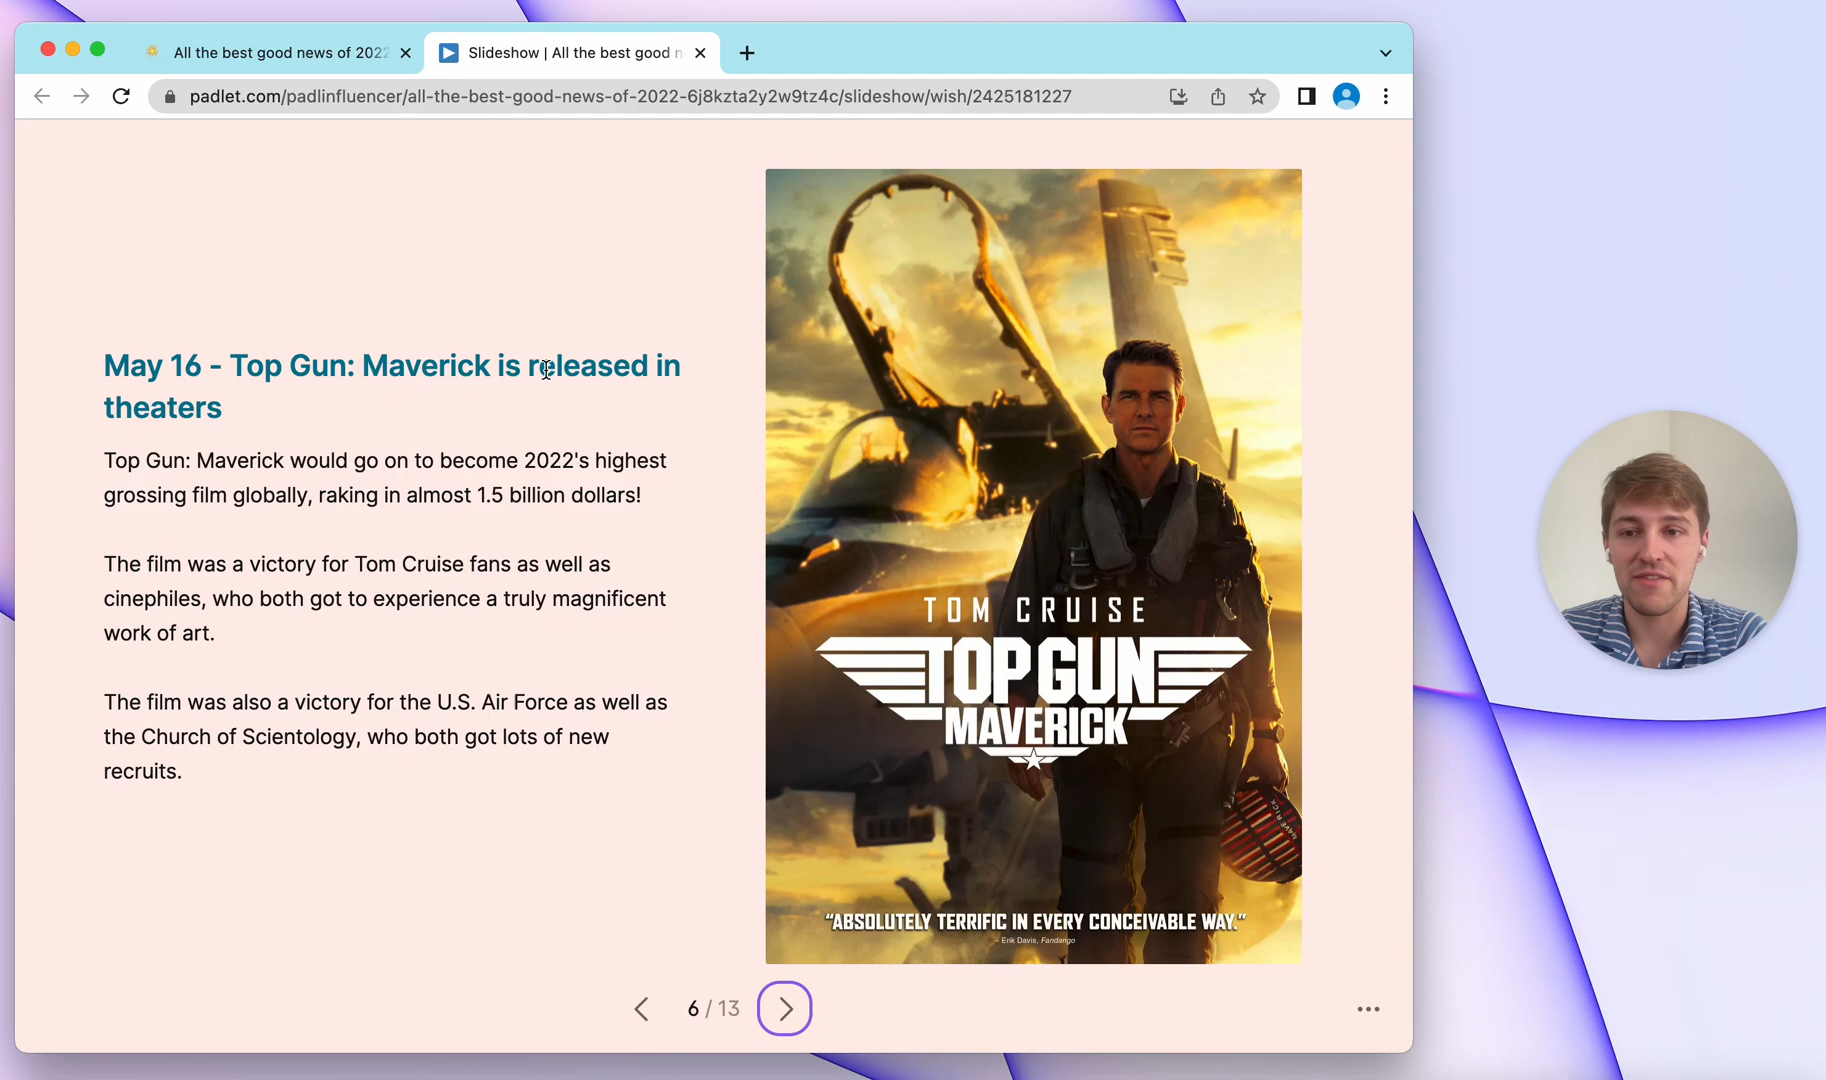 All the best good news of 2022
Slideshow | All the best good n
padlet.com/padlinfluencer/all-the-best-good-news-of-2022-6j8kzta2y2w9tz4c/slideshow/wish/2425181227
May 16 - Top Gun: Maverick is released in
theaters
Top Gun: Maverick would go on to become 2022's highest
grossing film globally, raking in almost 1.5 billion dollars!
The film was a victory for Tom Cruise fans as well as
cinephiles, who both got to experience a truly magnificent
work of art.
The film was also a victory for the U.S. Air Force as well as
the Church of Scientology, who both got lots of new
recruits.
TOM CRUISE
TOP GUN
MAVERICK
MAVERICK
“ABSOLUTELY TERRIFIC IN EVERY CONCEIVABLE WAY.”
– Erik Davis, Fandango
6 / 13